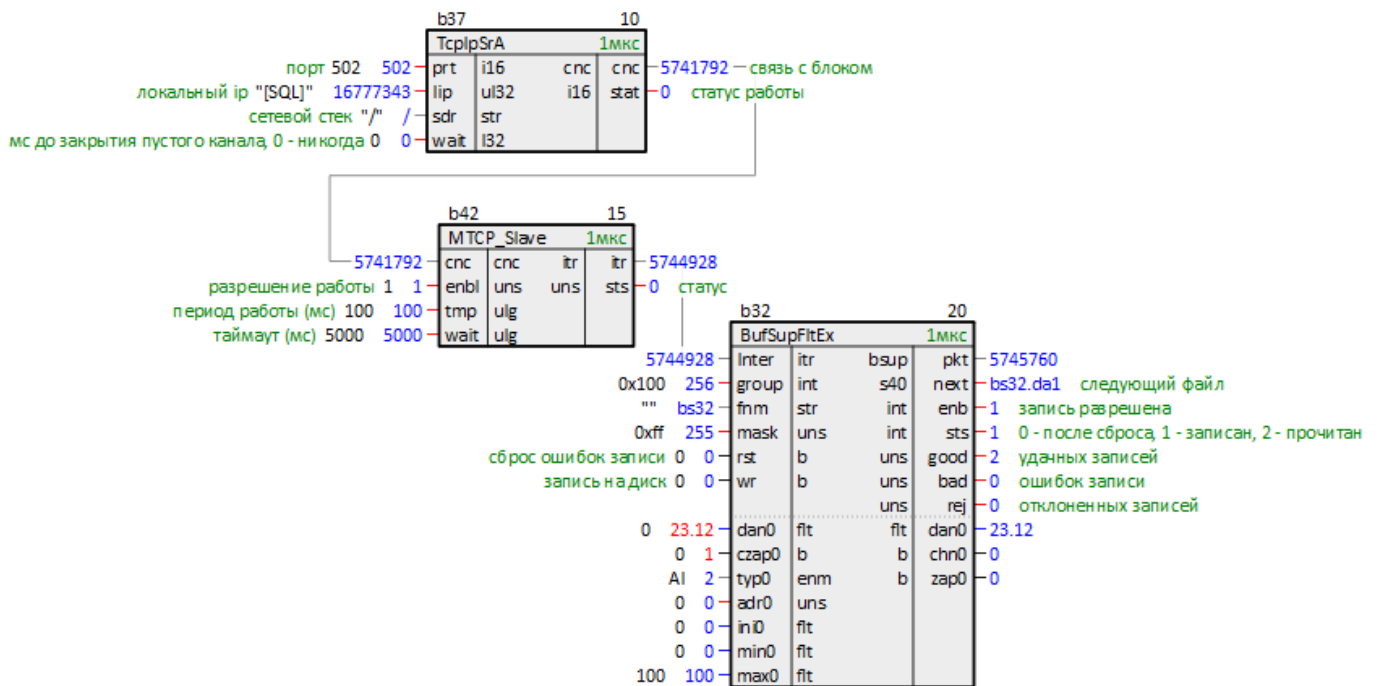 b37 10
TcpIpSrA 1мкс
порт 502 502 prt i16 cnc cnc 5741792 связь с блоком
локальный ip "[SQL]" 16777343 lip ul32 i16 stat 0 статус работы
сетевой стек "/" / sdr str
мс до закрытия пустого канала, 0 - никогда 0 0 wait l32
b42 15
MTCP_Slave 1мкс
5741792 cnc cnc itr itr 5744928
разрешение работы 1 1 enbl uns uns sts 0 статус
период работы (мс) 100 100 tmp ulg
таймаут (мс) 5000 5000 wait ulg
b32 20
BufSupFltEx 1мкс
5744928 Inter itr bsup pkt 5745760
0x100 256 group int s40 next bs32.da1 следующий файл
"" bs32 fnm str int enb 1 запись разрешена
0xff 255 mask uns int sts 1 0 - после сброса, 1 - записан, 2 - прочитан
сброс ошибок записи 0 0 rst b uns good 2 удачных записей
запись на диск 0 0 wr b uns bad 0 ошибок записи
uns rej 0 отклоненных записей
0 23.12 dan0 flt flt dan0 23.12
0 1 czap0 b b chn0 0
AI 2 typ0 enm b zap0 0
0 0 adr0 uns
0 0 ini0 flt
0 0 min0 flt
100 100 max0 flt